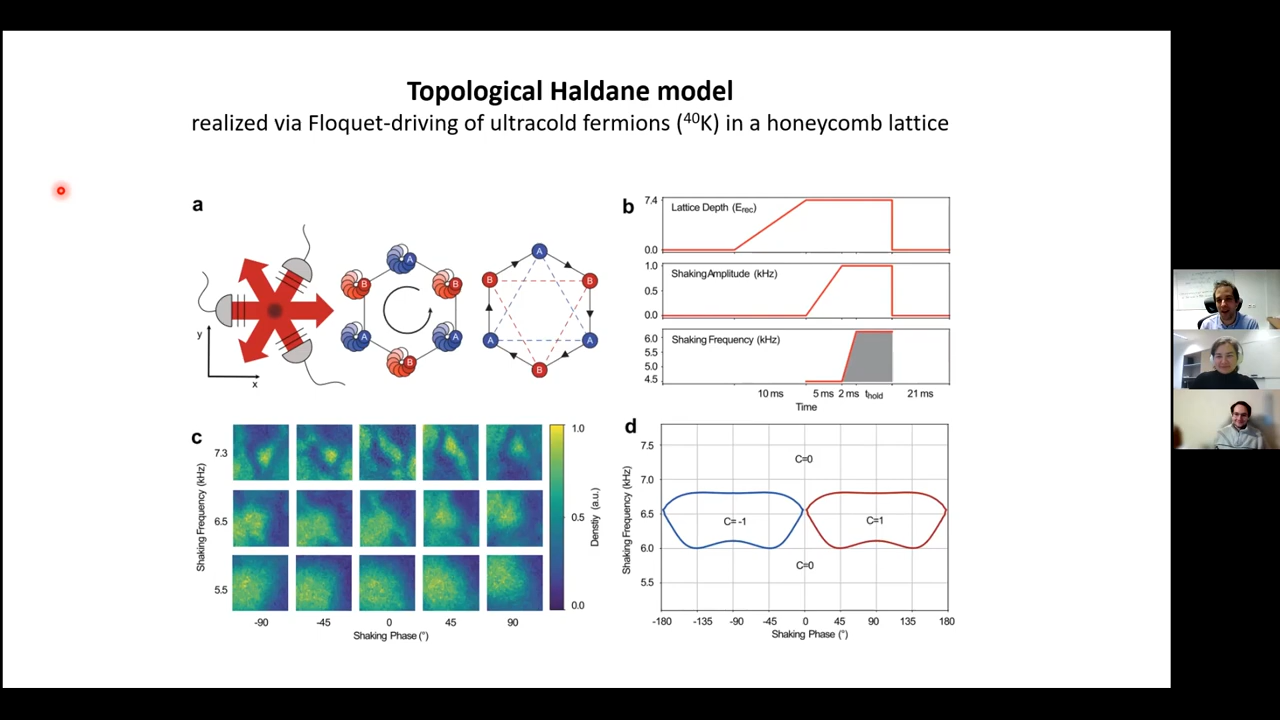 Topological Haldane model
realized via Floquet-driving of ultracold fermions (⁴⁰K) in a honeycomb lattice
a
y
x
A
B
B
A
A
B
A
B
B
A
A
B
b
7.4
Lattice Depth (Erec)
0.0
1.0
Shaking Amplitude (kHz)
0.5
0.0
6.0
Shaking Frequency (kHz)
5.5
5.0
4.5
10 ms 5 ms 2 ms thold 21 ms
Time
c
Shaking Frequency (kHz)
7.3
6.5
5.5
-90 -45 0 45 90
Shaking Phase (°)
1.0
0.5
0.0
Denstiy (a.u.)
d
Shaking Frequency (kHz)
7.5
7.0
6.5
6.0
5.5
C=0
C= -1
C=1
C=0
-180 -135 -90 -45 0 45 90 135 180
Shaking Phase (°)